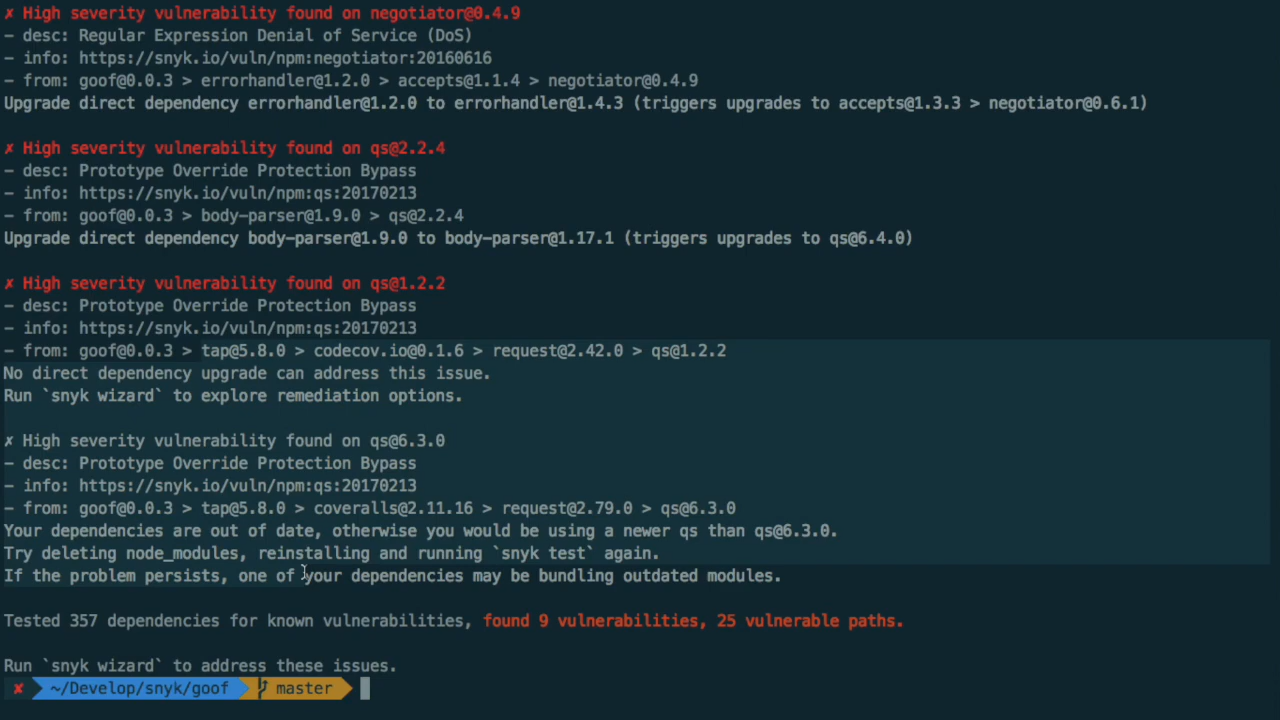 ✗ High severity vulnerability found on negotiator@0.4.9
– desc: Regular Expression Denial of Service (DoS)
– info: https://snyk.io/vuln/npm:negotiator:20160616
– from: goof@0.0.3 > errorhandler@1.2.0 > accepts@1.1.4 > negotiator@0.4.9
Upgrade direct dependency errorhandler@1.2.0 to errorhandler@1.4.3 (triggers upgrades to accepts@1.3.3 > negotiator@0.6.1)
✗ High severity vulnerability found on qs@2.2.4
– desc: Prototype Override Protection Bypass
– info: https://snyk.io/vuln/npm:qs:20170213
– from: goof@0.0.3 > body-parser@1.9.0 > qs@2.2.4
Upgrade direct dependency body-parser@1.9.0 to body-parser@1.17.1 (triggers upgrades to qs@6.4.0)
✗ High severity vulnerability found on qs@1.2.2
– desc: Prototype Override Protection Bypass
– info: https://snyk.io/vuln/npm:qs:20170213
– from: goof@0.0.3 > tap@5.8.0 > codecov.io@0.1.6 > request@2.42.0 > qs@1.2.2
No direct dependency upgrade can address this issue.
Run `snyk wizard` to explore remediation options.
✗ High severity vulnerability found on qs@6.3.0
– desc: Prototype Override Protection Bypass
– info: https://snyk.io/vuln/npm:qs:20170213
– from: goof@0.0.3 > tap@5.8.0 > coveralls@2.11.16 > request@2.79.0 > qs@6.3.0
Your dependencies are out of date, otherwise you would be using a newer qs than qs@6.3.0.
Try deleting node_modules, reinstalling and running `snyk test` again.
If the problem persists, one of your dependencies may be bundling outdated modules.
Tested 357 dependencies for known vulnerabilities, found 9 vulnerabilities, 25 vulnerable paths.
Run `snyk wizard` to address these issues.
✘ ~/Develop/snyk/goof master